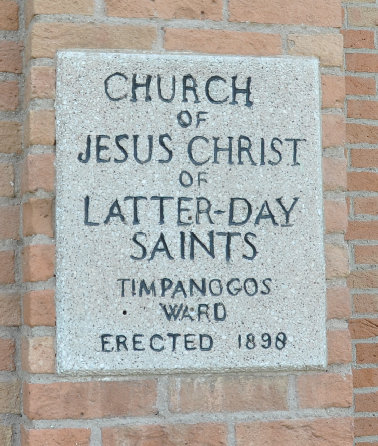 CHURCH
OF
JESUS CHRIST
OF
LATTER-DAY
SAINTS
TIMPANOGOS
WARD
ERECTED 1898